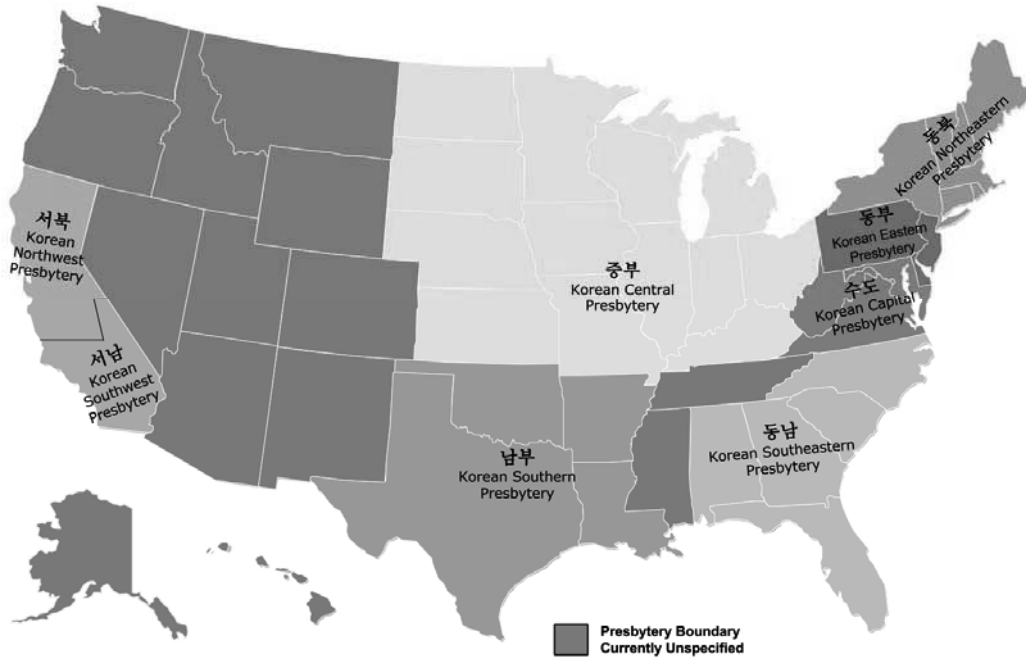 동북
Korean Northeastern
Presbytery
서북
Korean
Northwest
Presbytery
동부
Korean Eastern
Presbytery
중부
Korean Central
Presbytery
수도
Korean Capital
Presbytery
서남
Korean
Southwest
Presbytery
동남
Korean Southeastern
Presbytery
남부
Korean Southern
Presbytery
Presbytery Boundary
Currently Unspecified